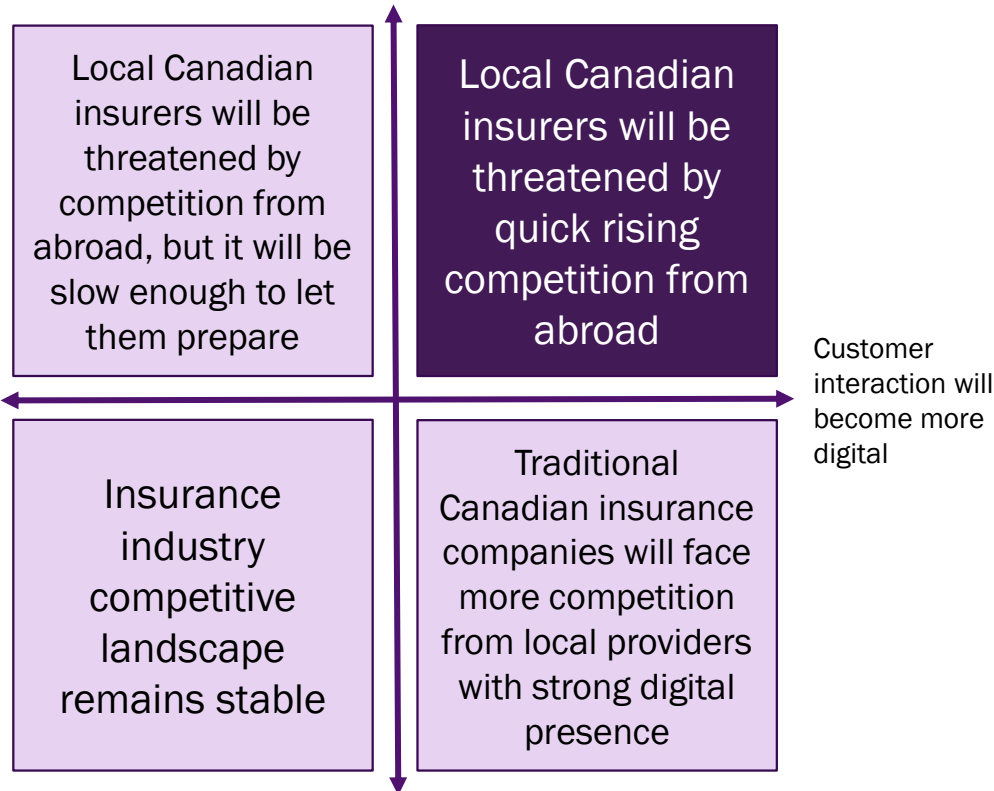 Local Canadian
insurers will be
threatened by
competition from
abroad, but it will be
slow enough to let
them prepare
Local Canadian
insurers will be
threatened by
quick rising
competition from
abroad
Customer
interaction will
become more
digital
Insurance
industry
competitive
landscape
remains stable
Traditional
Canadian insurance
companies will face
more competition
from local providers
with strong digital
presence